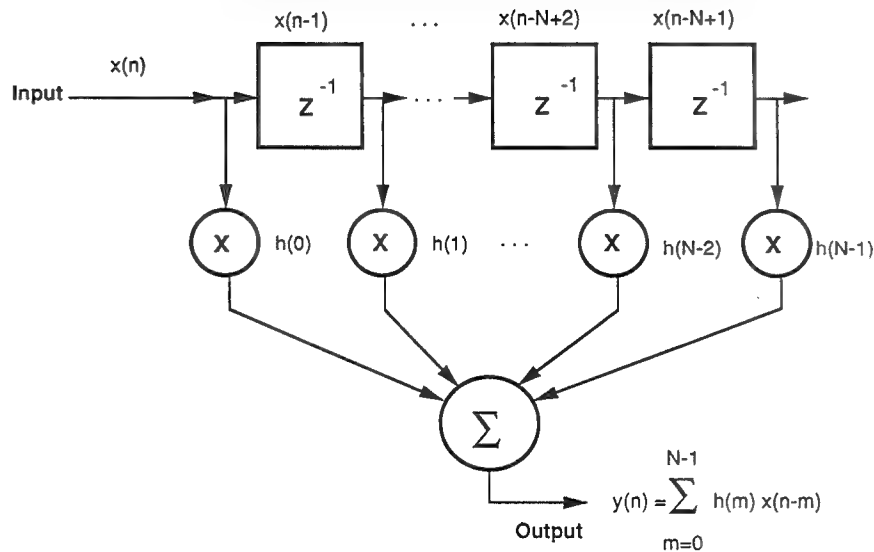 x(n-1) ... x(n-N+2) x(n-N+1)
x(n)
Input
z⁻¹ ... z⁻¹ z⁻¹
X h(0) X h(1) ... X h(N-2) X h(N-1)
Σ
N-1
y(n) = Σ h(m) x(n-m)
Output
m=0